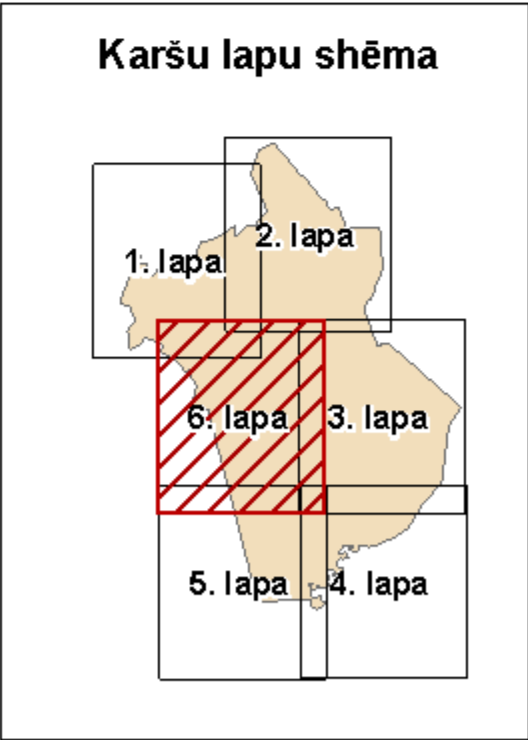 Karšu lapu shēma
2. lapa
1. lapa
6. lapa
3. lapa
5. lapa
4. lapa